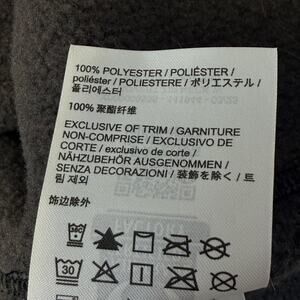 100% POLYESTER / POLIÉSTER /
poliéster / POLIESTERE / ポリエステル /
폴리에스터
100% 聚酯纤维
EXCLUSIVE OF TRIM / GARNITURE
NON-COMPRISE / EXCLUYENDO EL
CORTE / exclusivo de corte /
NÄHZUBEHÖR AUSGENOMMEN /
SENZA DECORAZIONI / 装飾を除く / 트
림 제외
饰边除外
30